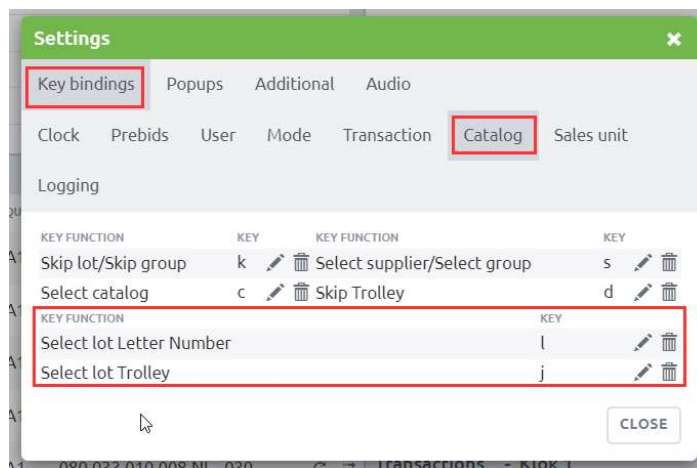 Settings ×
Key bindings Popups Additional Audio
Clock Prebids User Mode Transaction Catalog Sales unit
Logging
KEY FUNCTION KEY KEY FUNCTION KEY
Skip lot/Skip group k Select supplier/Select group s
Select catalog c Skip Trolley d
KEY FUNCTION KEY
Select lot Letter Number l
Select lot Trolley j
CLOSE
Transactions - Klok 1